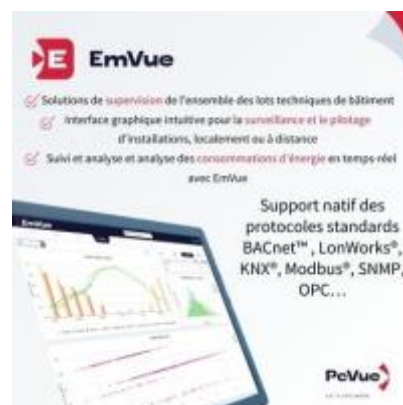 EmVue
Solutions de supervision de l'ensemble des lots techniques de bâtiment
Interface graphique intuitive pour la surveillance et le pilotage
d'installations, localement ou à distance
Suivi et analyse et analyse des consommations d'énergie en temps-réel
avec EmVue
Support natif des
protocoles standards
BACnet™, LonWorks®,
KNX®, Modbus®, SNMP,
OPC...
EmVue
PcVue